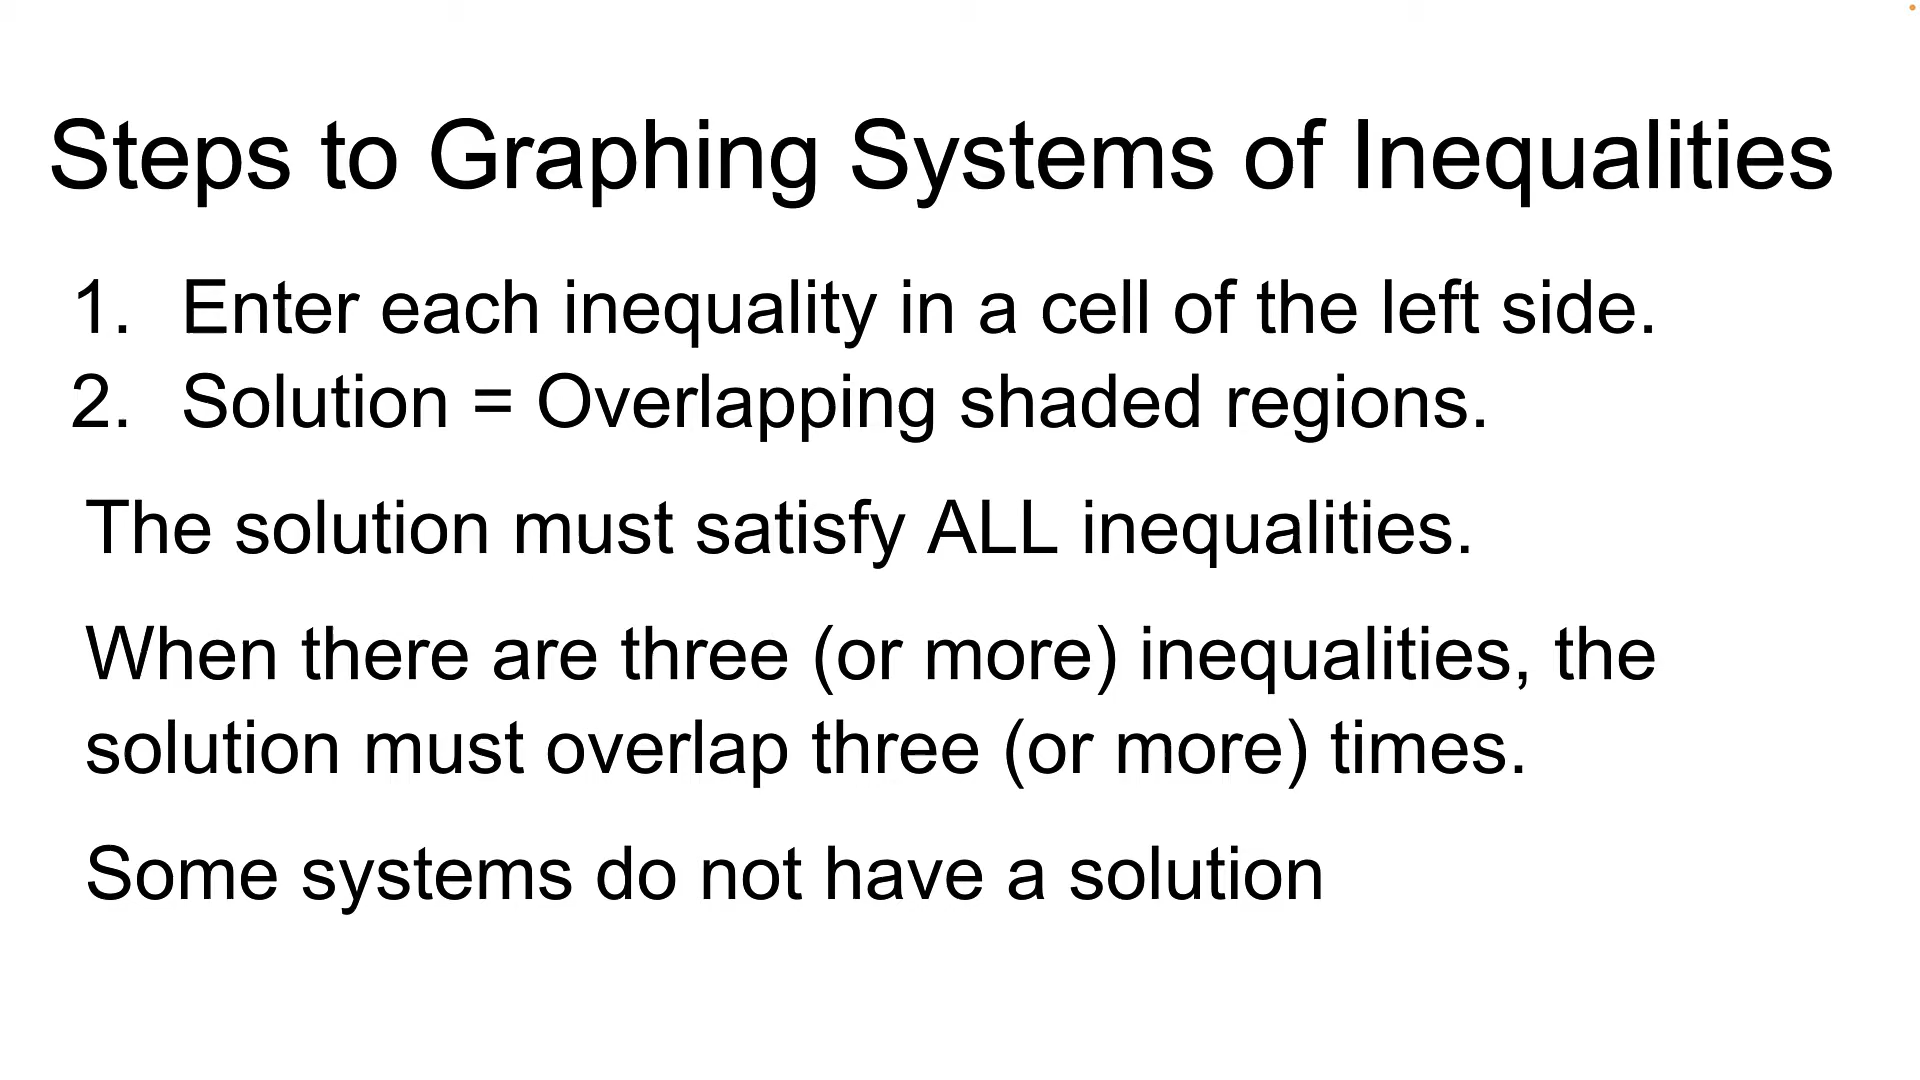 Steps to Graphing Systems of Inequalities
1. Enter each inequality in a cell of the left side.
2. Solution = Overlapping shaded regions.
The solution must satisfy ALL inequalities.
When there are three (or more) inequalities, the
solution must overlap three (or more) times.
Some systems do not have a solution